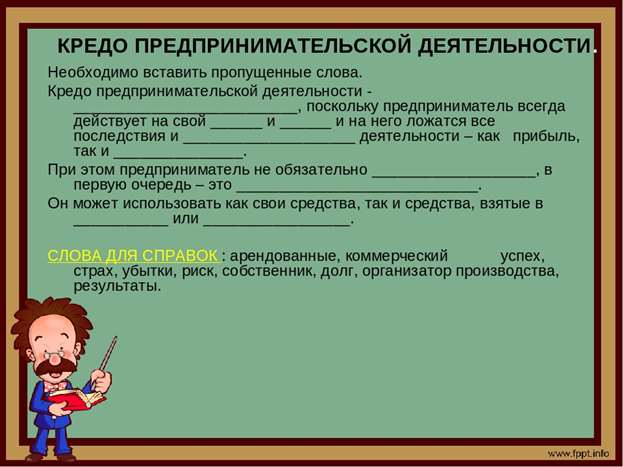 КРЕДО ПРЕДПРИНИМАТЕЛЬСКОЙ ДЕЯТЕЛЬНОСТИ.
Необходимо вставить пропущенные слова.
Кредо предпринимательской деятельности -
__________________________, поскольку предприниматель всегда
действует на свой ______ и ______ и на него ложатся все
последствия и ____________________ деятельности – как прибыль,
так и _______________.
При этом предприниматель не обязательно ___________________, в
первую очередь – это ____________________________.
Он может использовать как свои средства, так и средства, взятые в
___________ или _________________.
СЛОВА ДЛЯ СПРАВОК : арендованные, коммерческий успех,
страх, убытки, риск, собственник, долг, организатор производства,
результаты.
www.fppt.info